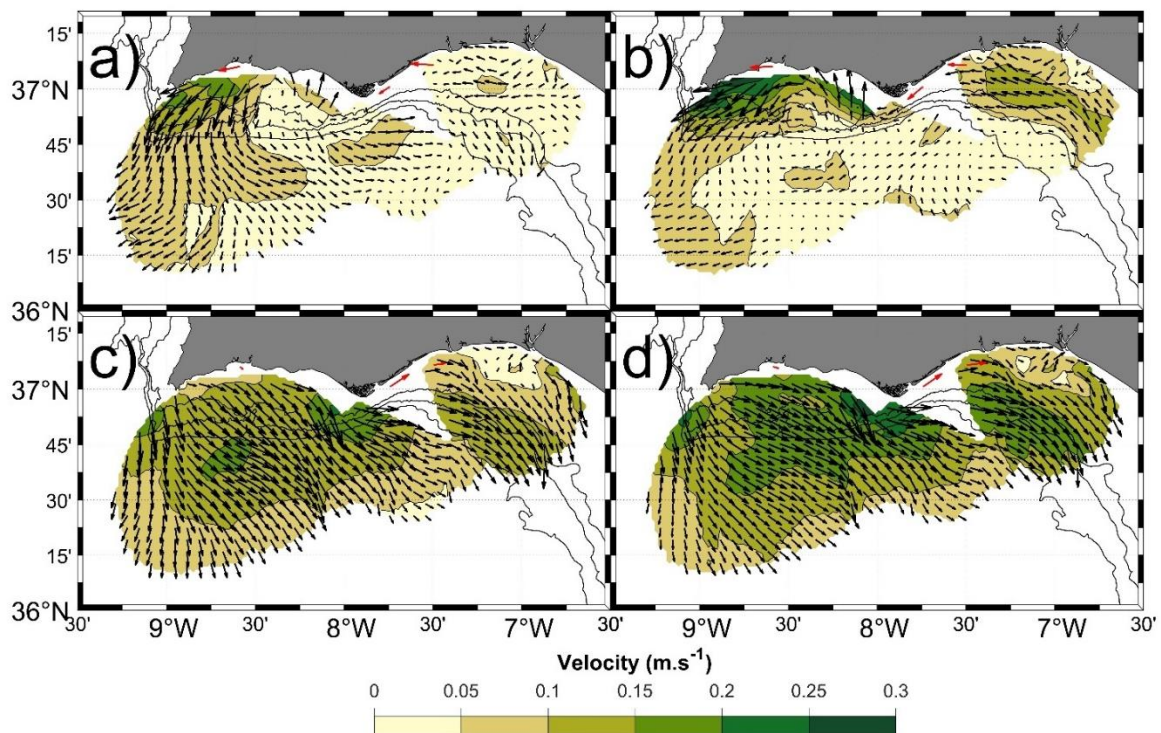 a)
b)
15'
37°N
45'
30'
15'
36°N
c)
d)
15'
37°N
45'
30'
15'
36°N
30' 9°W 30' 8°W 30' 7°W 30' 9°W 30' 8°W 30' 7°W 30'
Velocity (m.s-1)
0 0.05 0.1 0.15 0.2 0.25 0.3